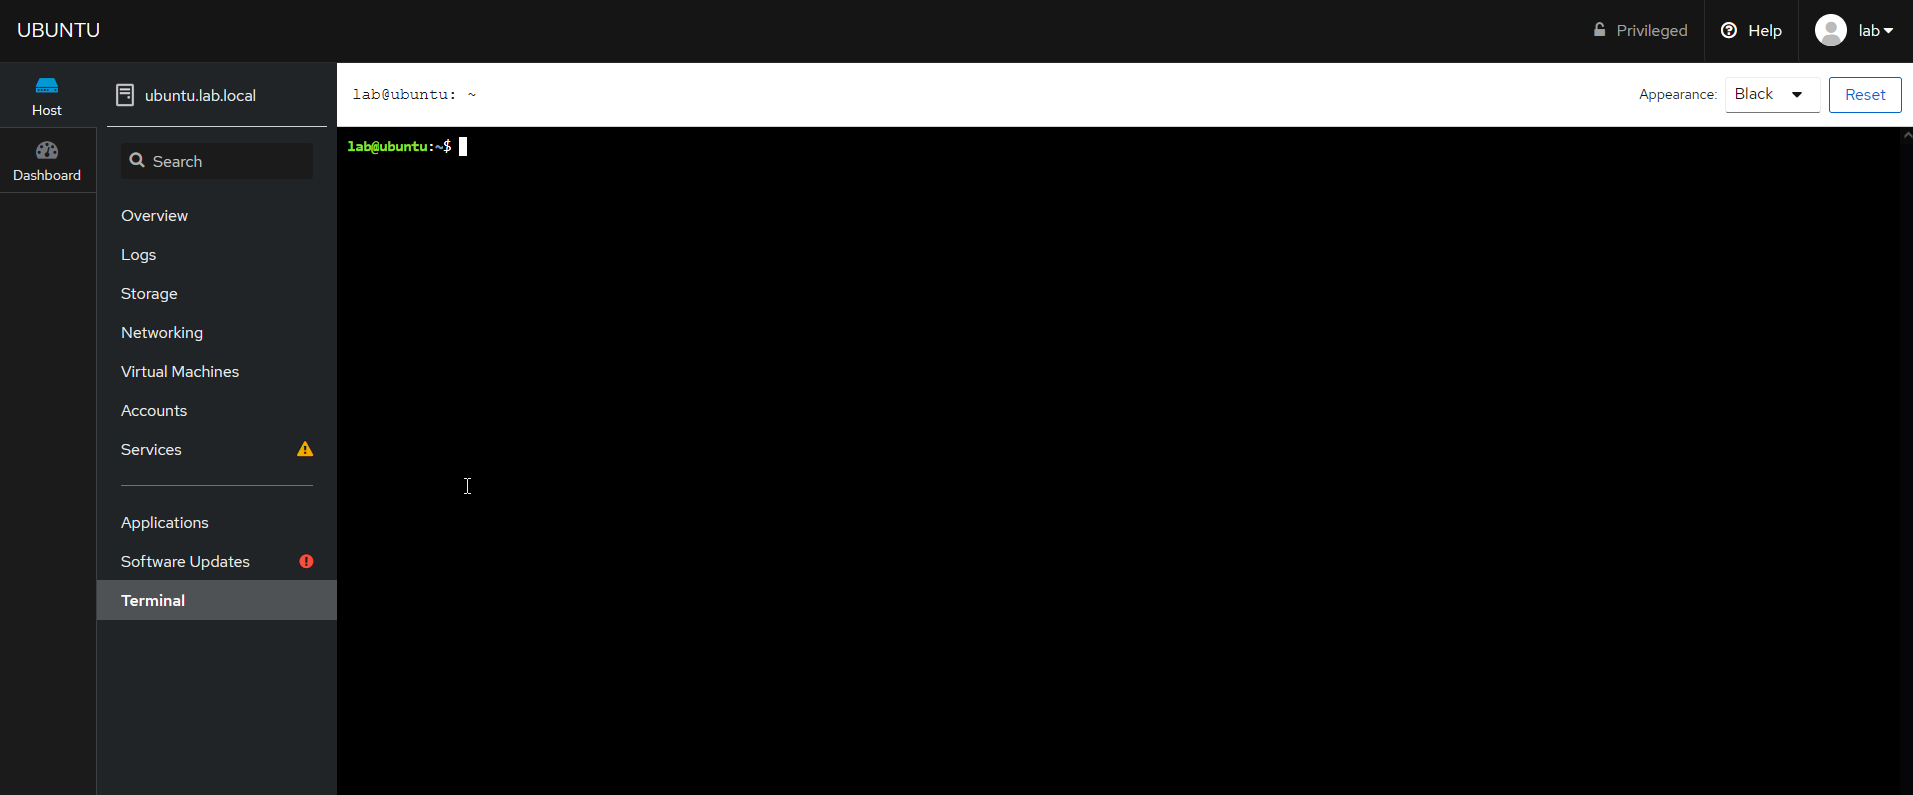 UBUNTU
Privileged
Help
lab
Host
Dashboard
ubuntu.lab.local
Search
Overview
Logs
Storage
Networking
Virtual Machines
Accounts
Services
Applications
Software Updates
Terminal
lab@ubuntu: ~
Appearance: Black
Reset
lab@ubuntu:~$